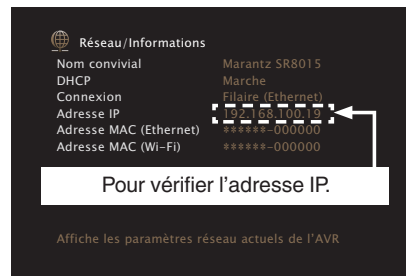 Réseau/Informations
Nom convivial Marantz SR8015
DHCP Marche
Connexion Filaire (Ethernet)
Adresse IP 192.168.100.19
Adresse MAC (Ethernet) ******-000000
Adresse MAC (Wi-Fi) ******-000000
Pour vérifier l'adresse IP.
Affiche les paramètres réseau actuels de l'AVR